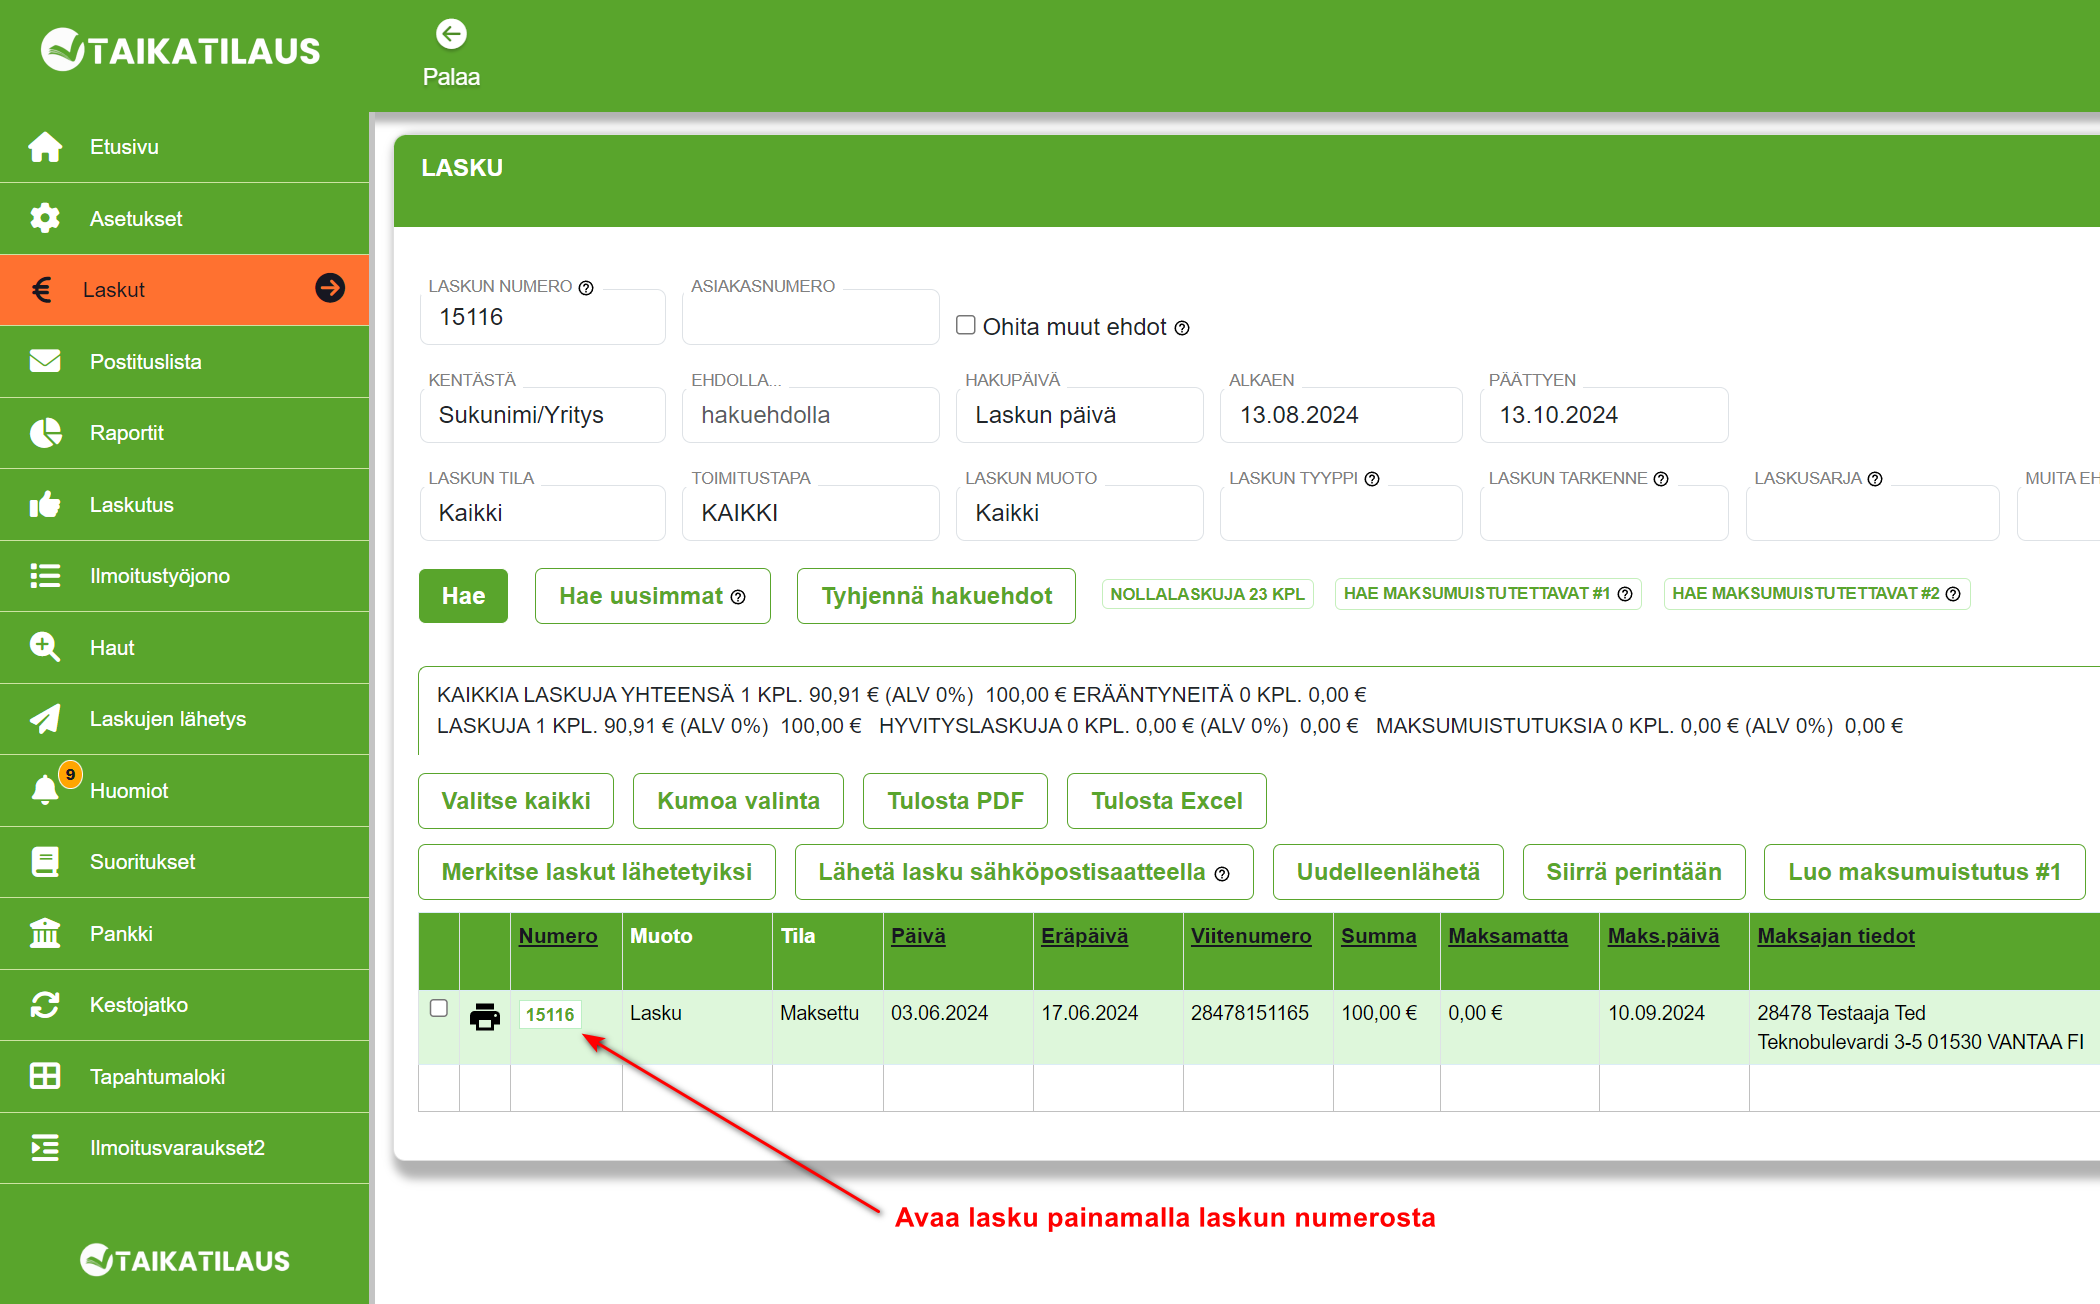 TAIKATILAUS
Palaa
Etusivu
Asetukset
Laskut
Postituslista
Raportit
Laskutus
Ilmoitustyöjono
Haut
Laskujen lähetys
9
Huomiot
Suoritukset
Pankki
Kestojatko
Tapahtumaloki
Ilmoitusvaraukset2
TAIKATILAUS
LASKU
LASKUN NUMERO ASIAKASNUMERO
15116 Ohita muut ehdot
KENTÄSTÄ EHDOLLA... HAKUPÄIVÄ ALKAEN PÄÄTTYEN
Sukunimi/Yritys hakuehdolla Laskun päivä 13.08.2024 13.10.2024
LASKUN TILA TOIMITUSTAPA LASKUN MUOTO LASKUN TYYPPI LASKUN TARKENNE LASKUSARJA MUITA EH
Kaikki KAIKKI Kaikki
Hae Hae uusimmat Tyhjennä hakuehdot NOLLALASKUJA 23 KPL HAE MAKSUMUISTUTETTAVAT #1 HAE MAKSUMUISTUTETTAVAT #2
KAIKKIA LASKUJA YHTEENSÄ 1 KPL. 90,91 € (ALV 0%) 100,00 € ERÄÄNTYNEITÄ 0 KPL. 0,00 €
LASKUJA 1 KPL. 90,91 € (ALV 0%) 100,00 € HYVITYSLASKUJA 0 KPL. 0,00 € (ALV 0%) 0,00 € MAKSUMUISTUTUKSIA 0 KPL. 0,00 € (ALV 0%) 0,00 €
Valitse kaikki Kumoa valinta Tulosta PDF Tulosta Excel
Merkitse laskut lähetetyiksi Lähetä lasku sähköpostisaatteella Uudelleenlähetä Siirrä perintään Luo maksumuistutus #1
Numero Muoto Tila Päivä Eräpäivä Viitenumero Summa Maksamatta Maks.päivä Maksajan tiedot
15116 Lasku Maksettu 03.06.2024 17.06.2024 28478151165 100,00 € 0,00 € 10.09.2024 28478 Testaaja Ted
Teknobulevardi 3-5 01530 VANTAA FI
Avaa lasku painamalla laskun numerosta